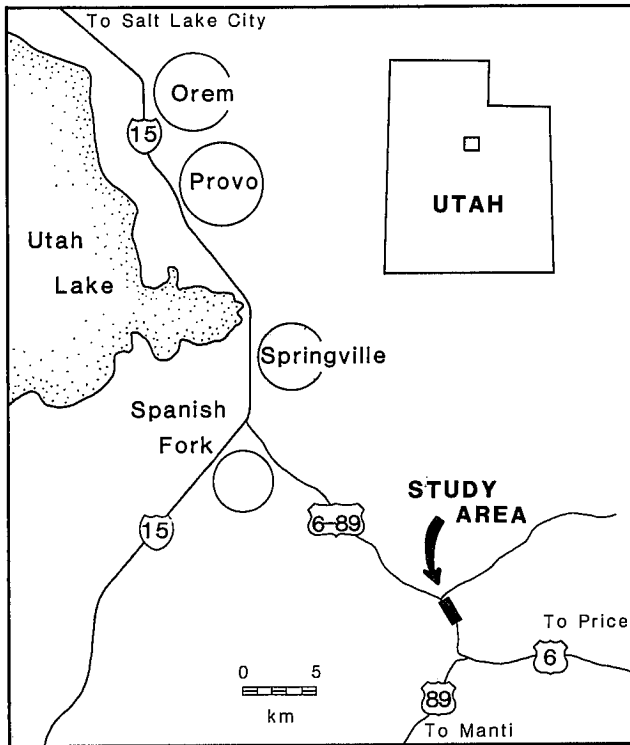 To Salt Lake City
Orem
15
Provo
UTAH
Utah
Lake
Springville
Spanish
Fork
STUDY
AREA
6-89
15
To Price
6
0 5
km
89
To Manti